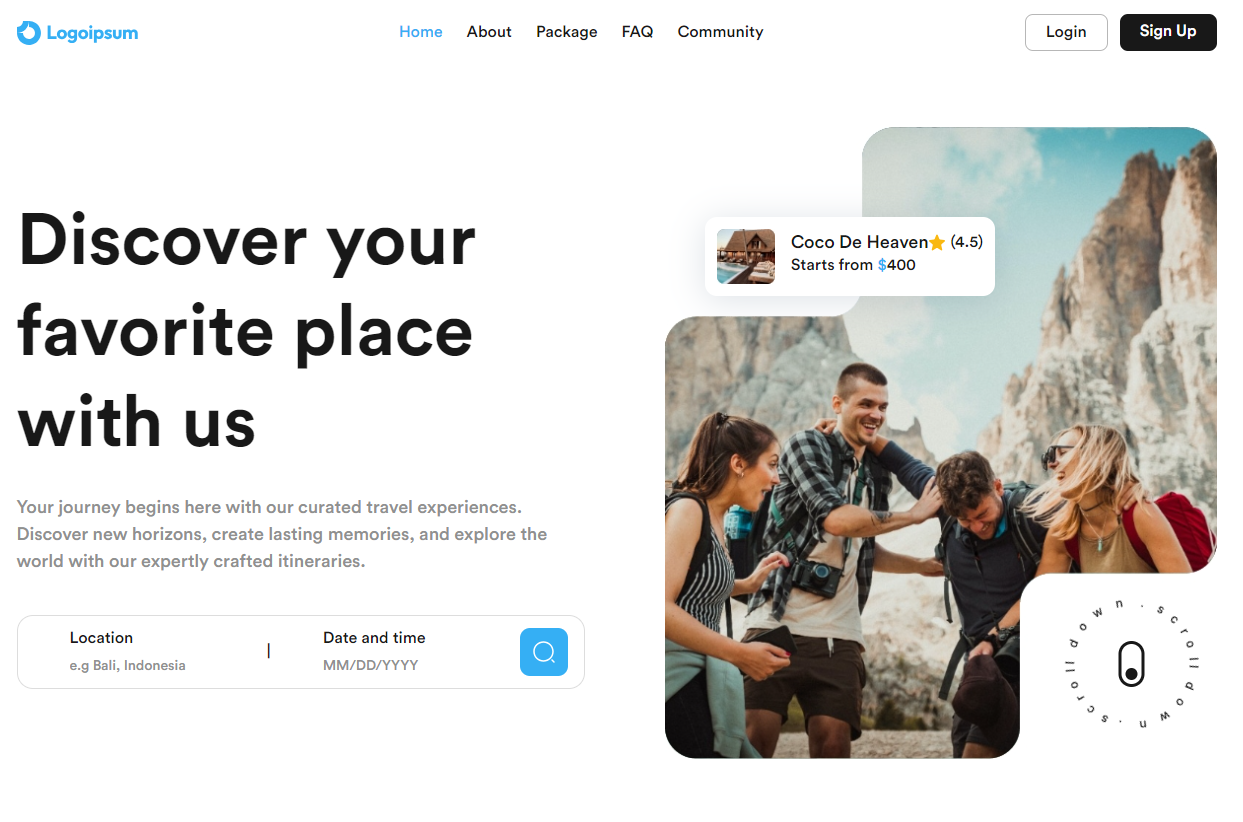 Logoipsum
Home About Package FAQ Community
Login Sign Up
Discover your
favorite place
with us
Your journey begins here with our curated travel experiences.
Discover new horizons, create lasting memories, and explore the
world with our expertly crafted itineraries.
Location | Date and time
e.g Bali, Indonesia MM/DD/YYYY
Coco De Heaven⭐ (4.5)
Starts from $400
scroll down . scroll down .